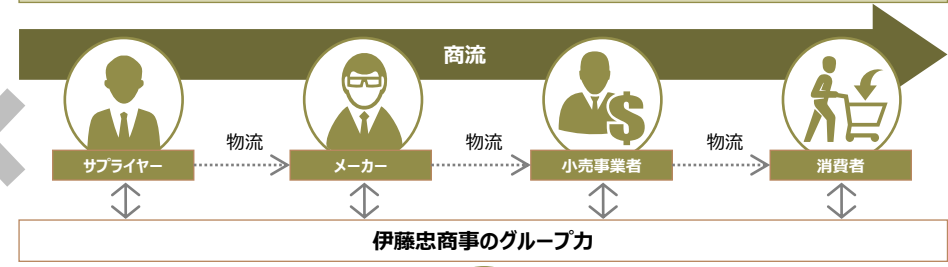 商流
物流
物流
物流
サプライヤー
メーカー
小売事業者
消費者
伊藤忠商事のグループ力